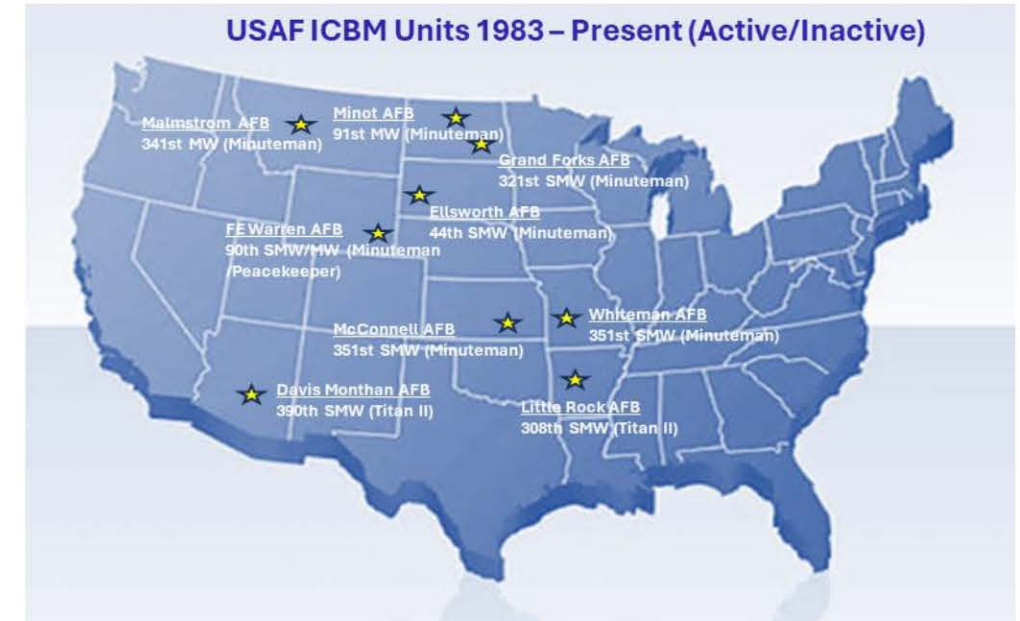 USAF ICBM Units 1983 – Present (Active/Inactive)
Malmstrom AFB
341st MW (Minuteman)
Minot AFB
91st MW (Minuteman)
Grand Forks AFB
321st SMW (Minuteman)
Ellsworth AFB
44th SMW (Minuteman)
FE Warren AFB
90th SMW/MW (Minuteman
/Peacekeeper)
McConnell AFB
351st SMW (Minuteman)
Whiteman AFB
351st SMW (Minuteman)
Davis Monthan AFB
390th SMW (Titan II)
Little Rock AFB
308th SMW (Titan II)